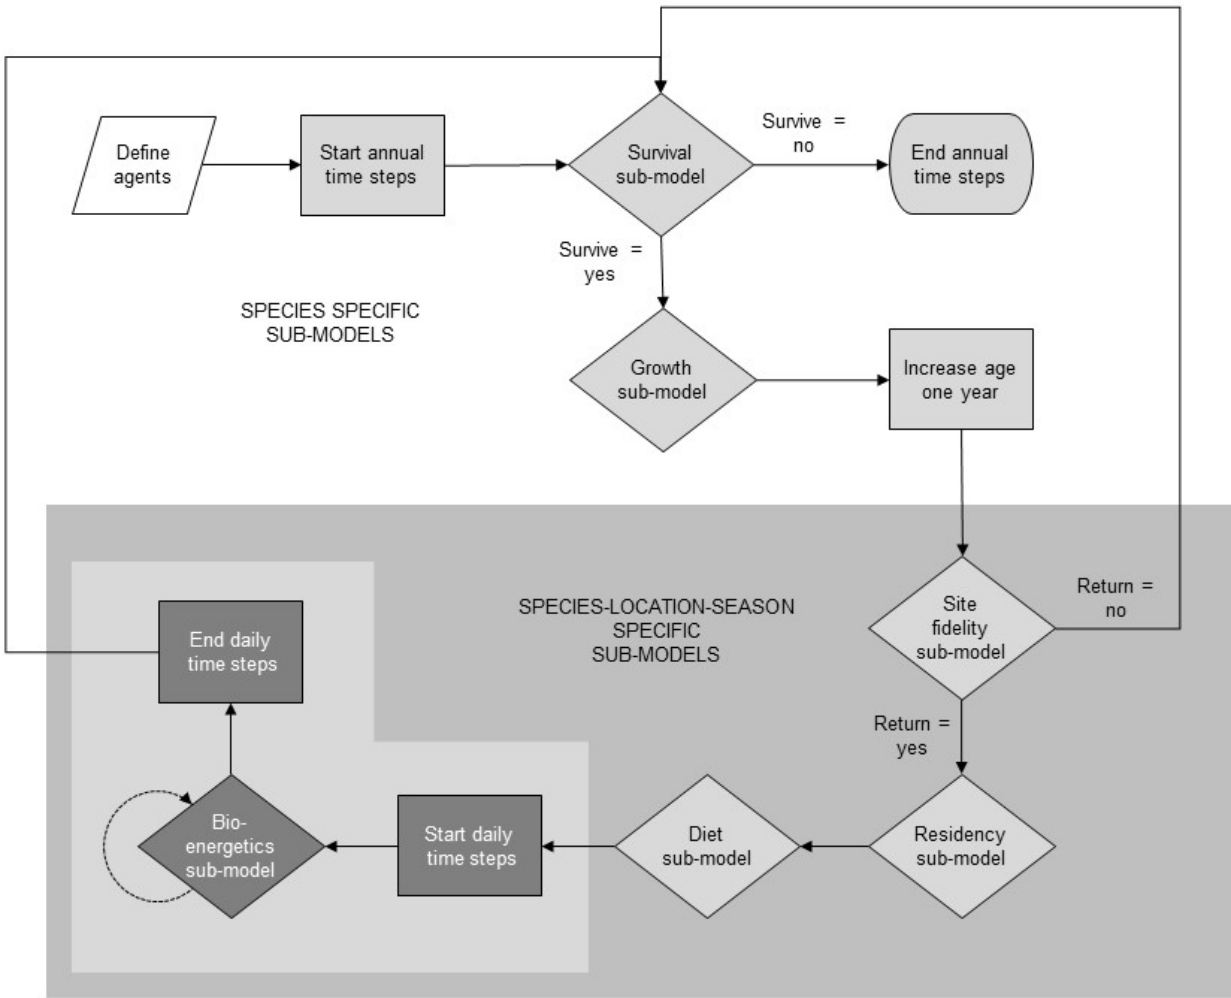 Define
agents
Start annual
time steps
Survival
sub-model
Survive =
no
End annual
time steps
Survive =
yes
SPECIES SPECIFIC
SUB-MODELS
Growth
sub-model
Increase age
one year
SPECIES-LOCATION-SEASON
SPECIFIC
SUB-MODELS
Site
fidelity
sub-model
Return =
no
End daily
time steps
Return =
yes
Bio-
energetics
sub-model
Start daily
time steps
Diet
sub-model
Residency
sub-model